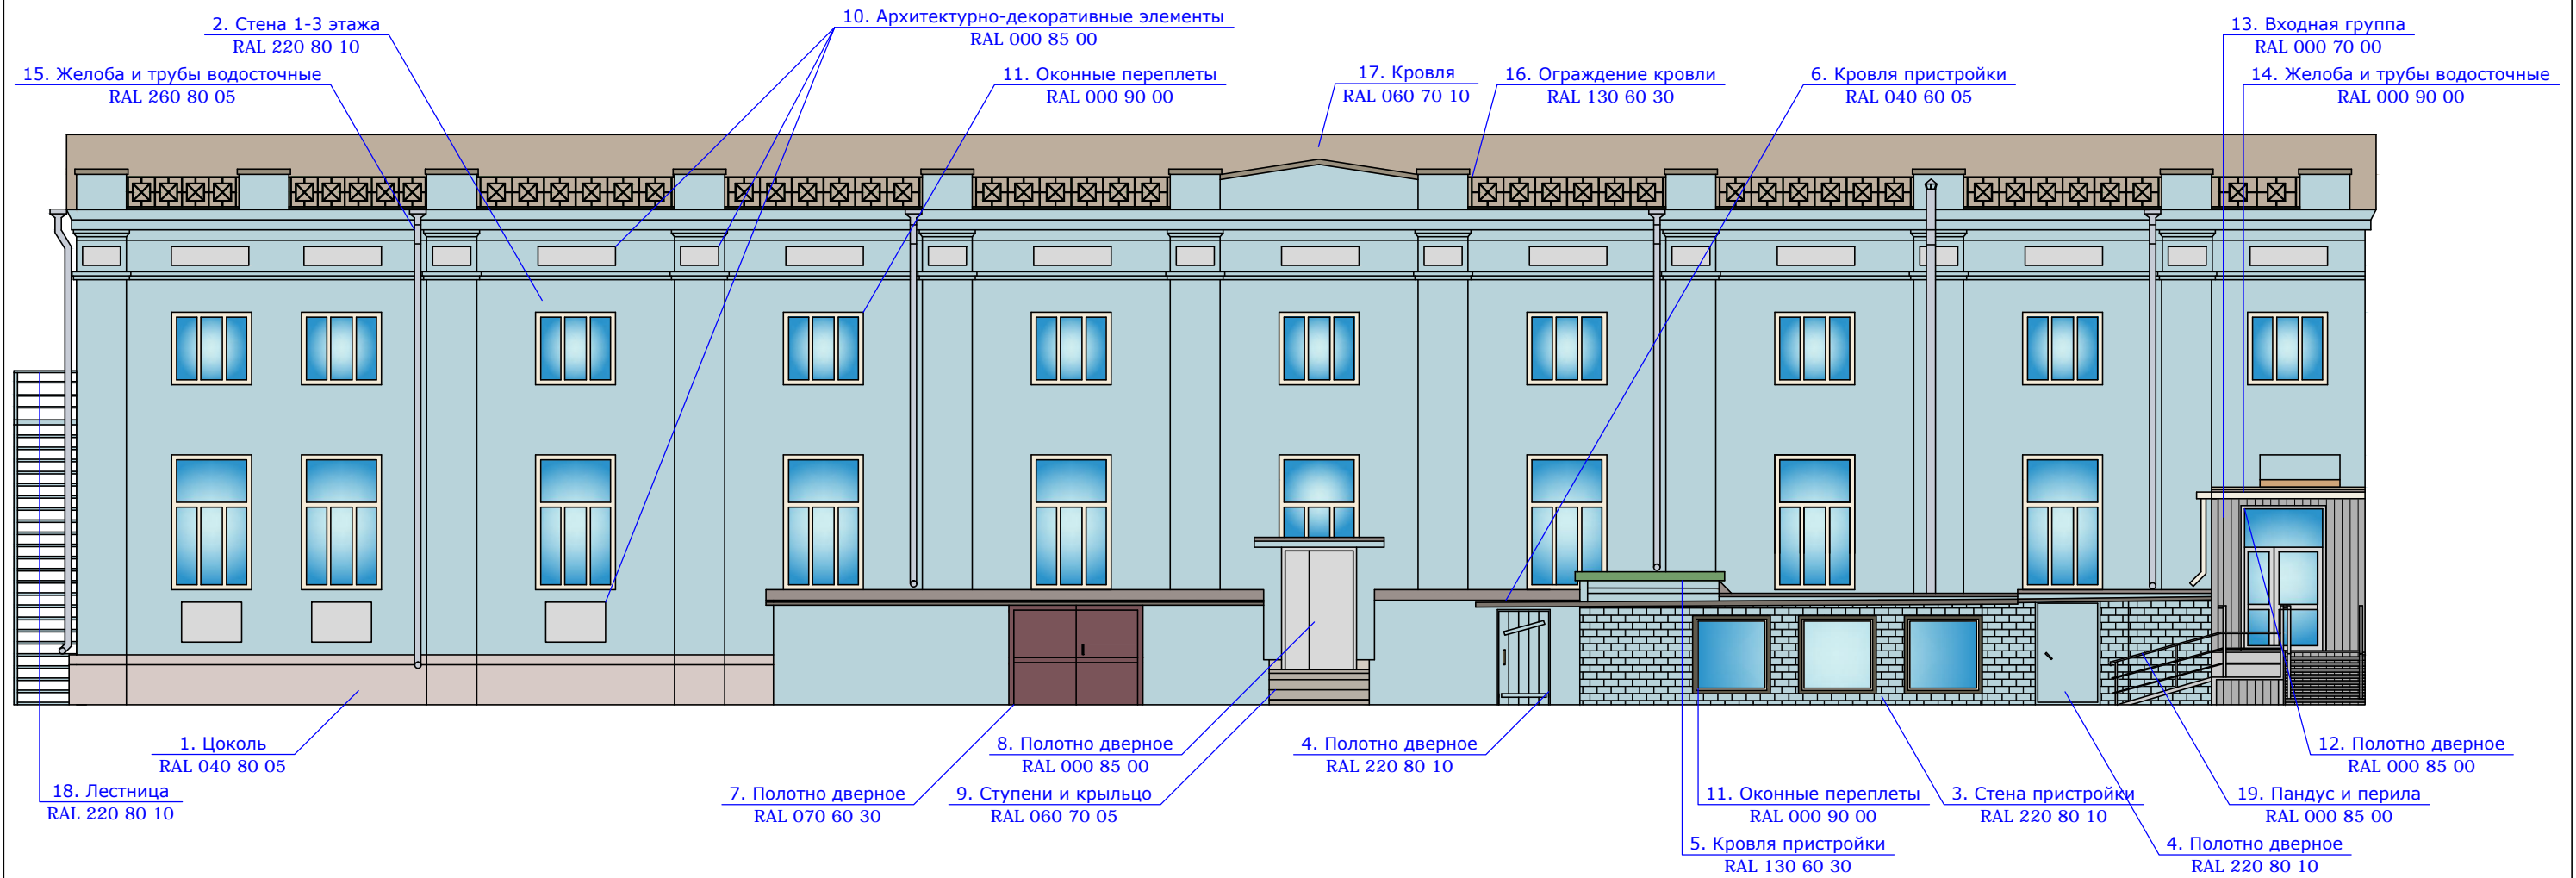 2. Стена 1-3 этажа
RAL 220 80 10
10. Архитектурно-декоративные элементы
RAL 000 85 00
13. Входная группа
RAL 000 70 00
15. Желоба и трубы водосточные
RAL 260 80 05
11. Оконные переплеты
RAL 000 90 00
17. Кровля
RAL 060 70 10
16. Ограждение кровли
RAL 130 60 30
6. Кровля пристройки
RAL 040 60 05
14. Желоба и трубы водосточные
RAL 000 90 00
1. Цоколь
RAL 040 80 05
8. Полотно дверное
RAL 000 85 00
4. Полотно дверное
RAL 220 80 10
12. Полотно дверное
RAL 000 85 00
18. Лестница
RAL 220 80 10
7. Полотно дверное
RAL 070 60 30
9. Ступени и крыльцо
RAL 060 70 05
11. Оконные переплеты
RAL 000 90 00
3. Стена пристройки
RAL 220 80 10
19. Пандус и перила
RAL 000 85 00
5. Кровля пристройки
RAL 130 60 30
4. Полотно дверное
RAL 220 80 10